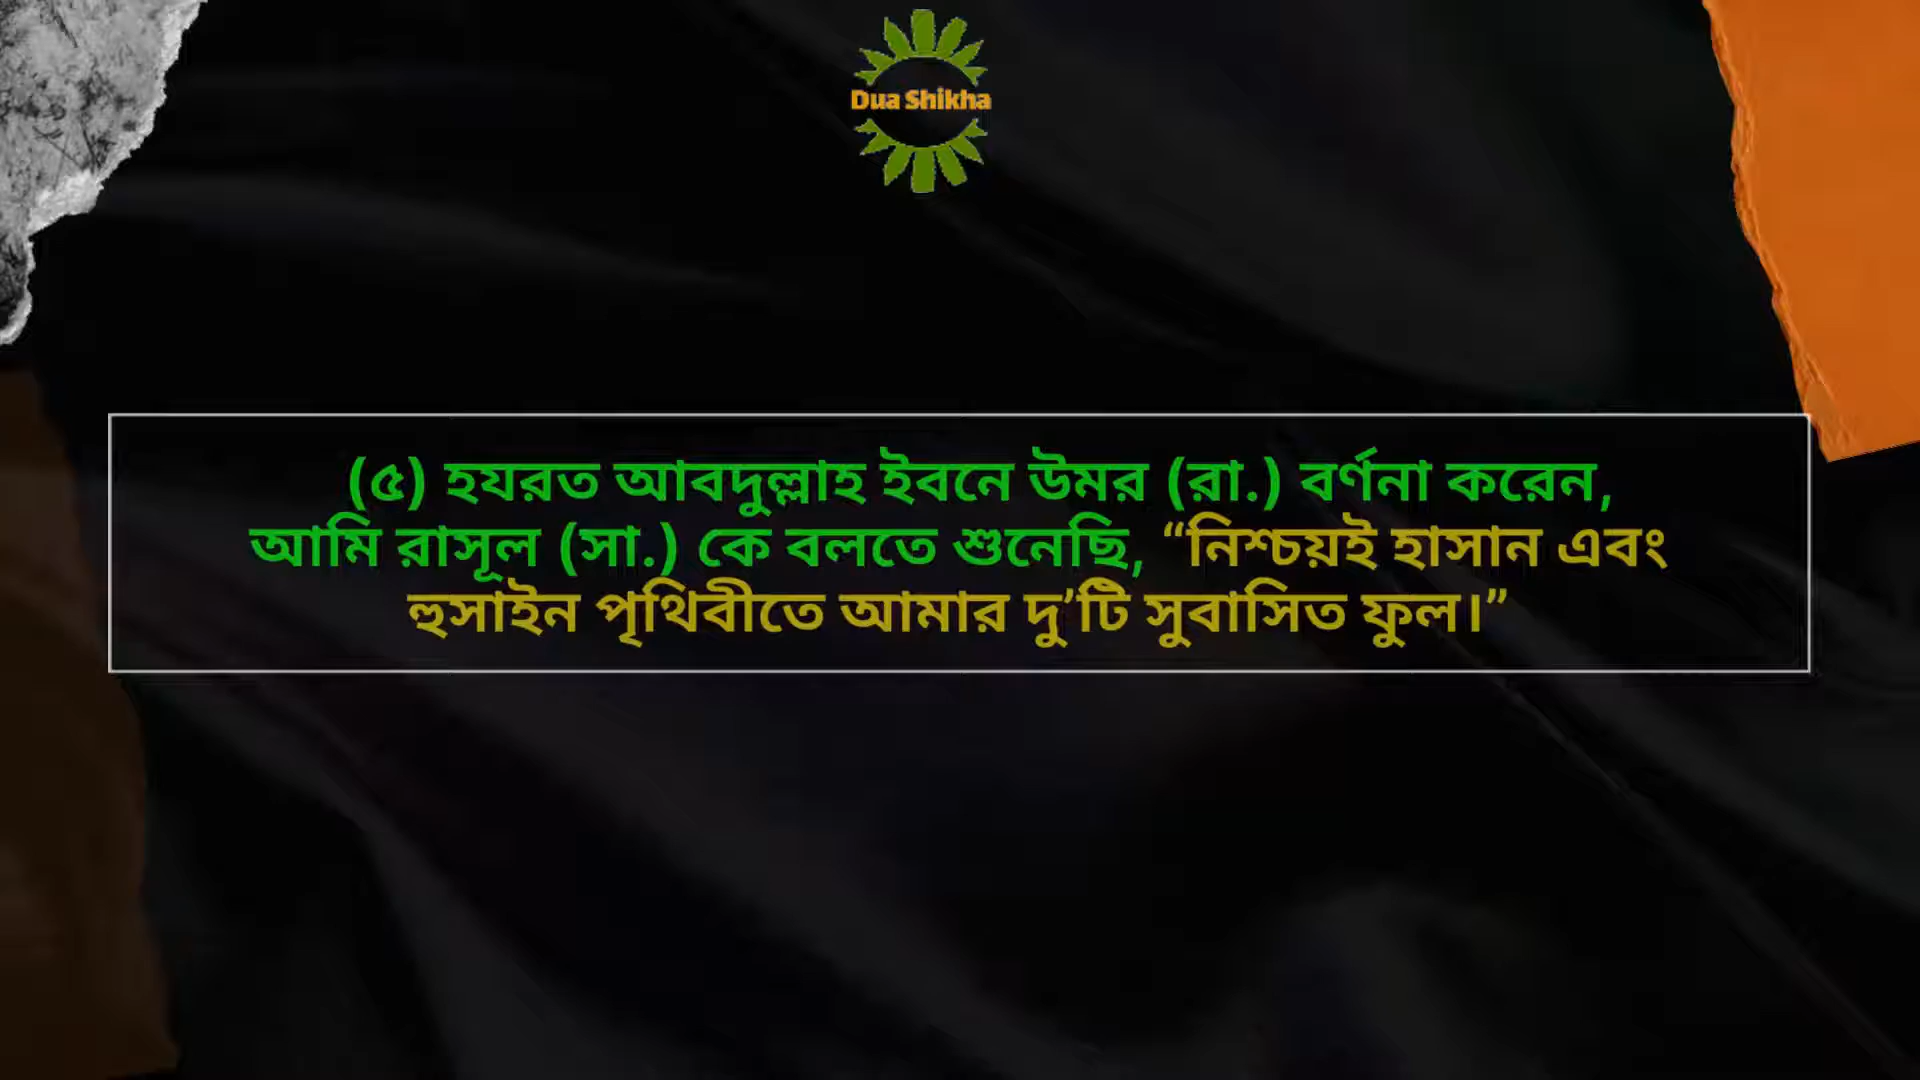 Dua Shikha
(৫) হযরত আবদুল্লাহ ইবনে উমর (রা.) বর্ণনা করেন,
আমি রাসূল (সা.) কে বলতে শুনেছি, “নিশ্চয়ই হাসান এবং
হুসাইন পৃথিবীতে আমার দু’টি সুবাসিত ফুল।”